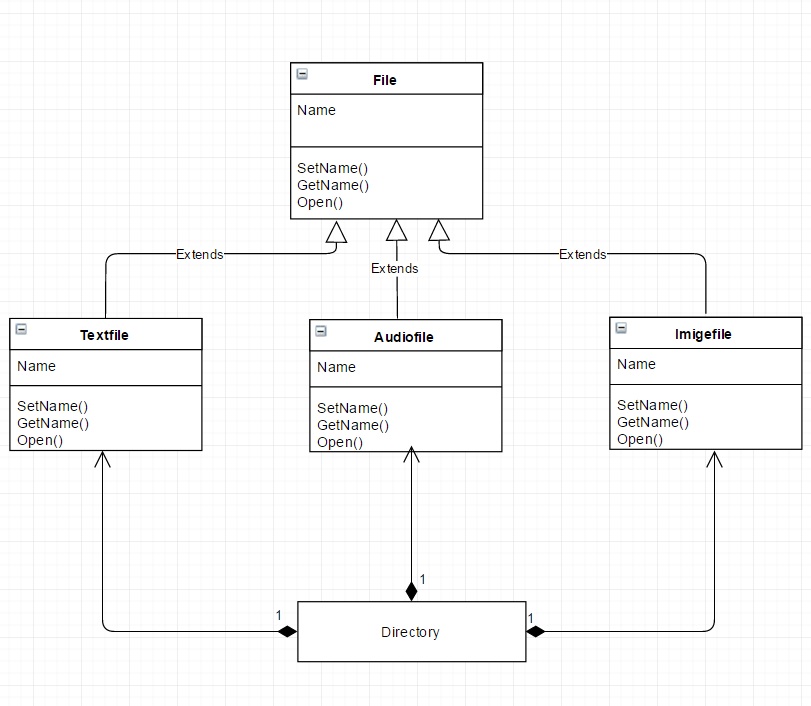 File
Name
SetName()
GetName()
Open()
Extends
Extends
Extends
Textfile
Name
SetName()
GetName()
Open()
Audiofile
Name
SetName()
GetName()
Open()
Imigefile
Name
SetName()
GetName()
Open()
1
1
1
Directory